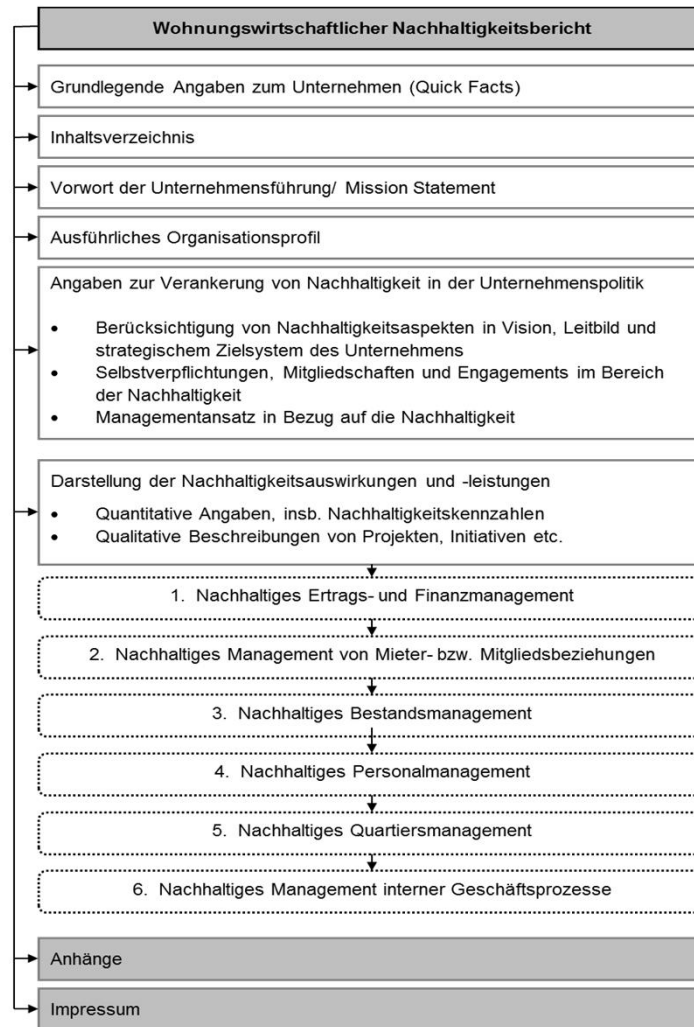 Wohnungswirtschaftlicher Nachhaltigkeitsbericht
Grundlegende Angaben zum Unternehmen (Quick Facts)
Inhaltsverzeichnis
Vorwort der Unternehmensführung/ Mission Statement
Ausführliches Organisationsprofil
Angaben zur Verankerung von Nachhaltigkeit in der Unternehmenspolitik
• Berücksichtigung von Nachhaltigkeitsaspekten in Vision, Leitbild und
strategischem Zielsystem des Unternehmens
• Selbstverpflichtungen, Mitgliedschaften und Engagements im Bereich
der Nachhaltigkeit
• Managementansatz in Bezug auf die Nachhaltigkeit
Darstellung der Nachhaltigkeitsauswirkungen und -leistungen
• Quantitative Angaben, insb. Nachhaltigkeitskennzahlen
• Qualitative Beschreibungen von Projekten, Initiativen etc.
1. Nachhaltiges Ertrags- und Finanzmanagement
2. Nachhaltiges Management von Mieter- bzw. Mitgliedsbeziehungen
3. Nachhaltiges Bestandsmanagement
4. Nachhaltiges Personalmanagement
5. Nachhaltiges Quartiersmanagement
6. Nachhaltiges Management interner Geschäftsprozesse
Anhänge
Impressum